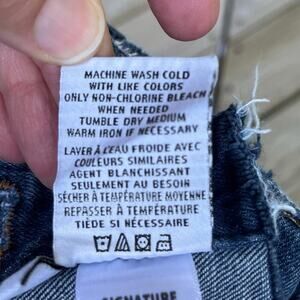 MACHINE WASH COLD
WITH LIKE COLORS
ONLY NON-CHLORINE BLEACH
WHEN NEEDED
TUMBLE DRY MEDIUM
WARM IRON IF NECESSARY
LAVER À L'EAU FROIDE AVEC
COULEURS SIMILAIRES
AGENT BLANCHISSANT
SEULEMENT AU BESOIN
SÉCHER À TEMPÉRATURE MOYENNE
REPASSER À TEMPÉRATURE
TIÈDE SI NÉCESSAIRE
SIGNATURE